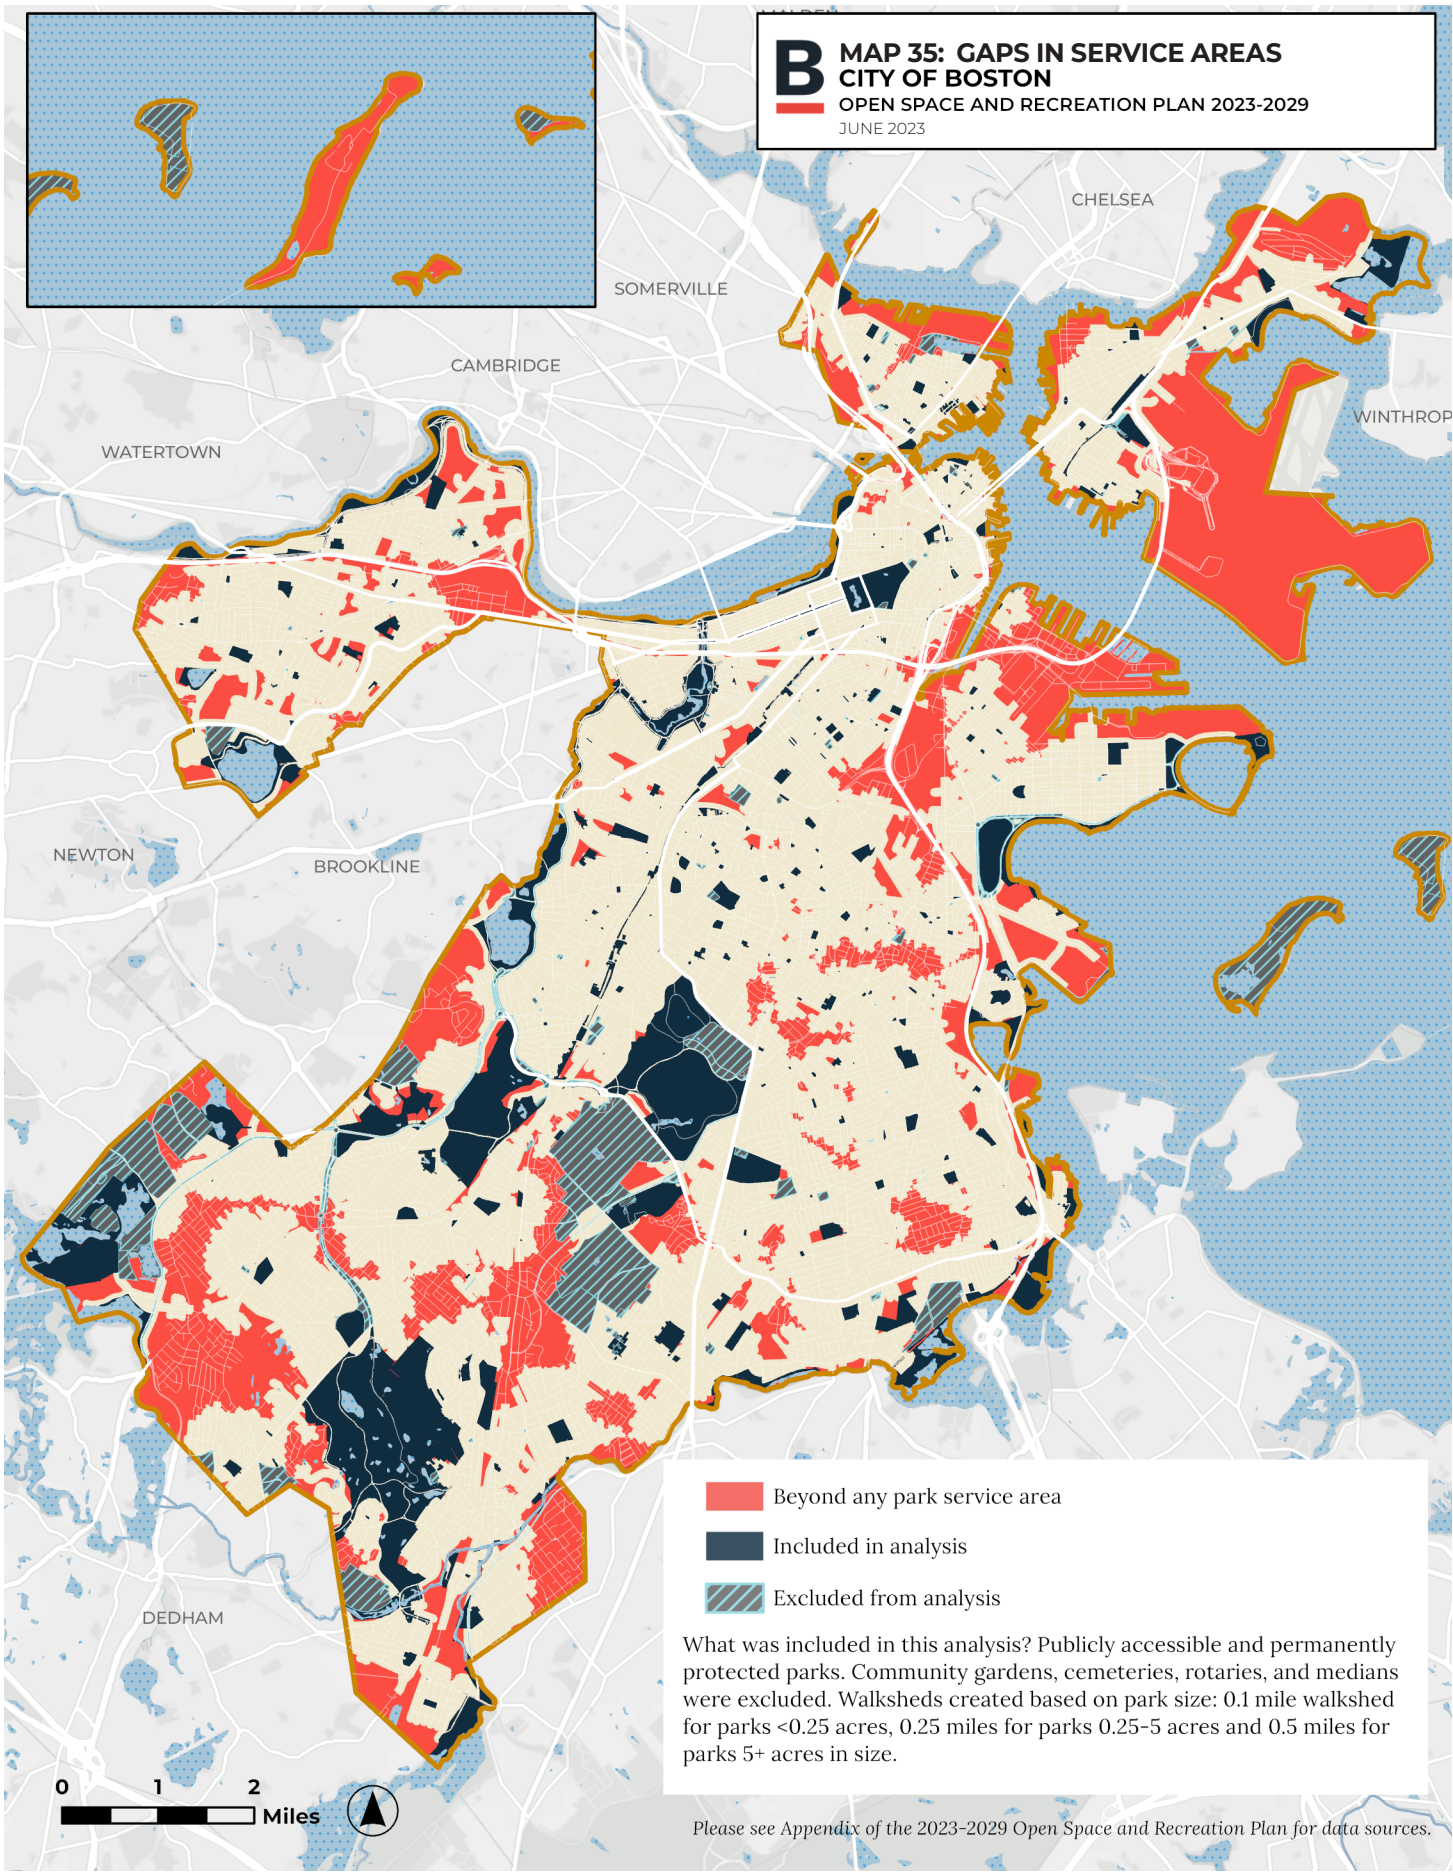 B
MAP 35: GAPS IN SERVICE AREAS
CITY OF BOSTON
OPEN SPACE AND RECREATION PLAN 2023-2029
JUNE 2023
CHELSEA
SOMERVILLE
CAMBRIDGE
WINTHROP
WATERTOWN
NEWTON
BROOKLINE
DEDHAM
Beyond any park service area
Included in analysis
Excluded from analysis
What was included in this analysis? Publicly accessible and permanently
protected parks. Community gardens, cemeteries, rotaries, and medians
were excluded. Walksheds created based on park size: 0.1 mile walkshed
for parks <0.25 acres, 0.25 miles for parks 0.25-5 acres and 0.5 miles for
parks 5+ acres in size.
0 1 2
Miles
Please see Appendix of the 2023-2029 Open Space and Recreation Plan for data sources.